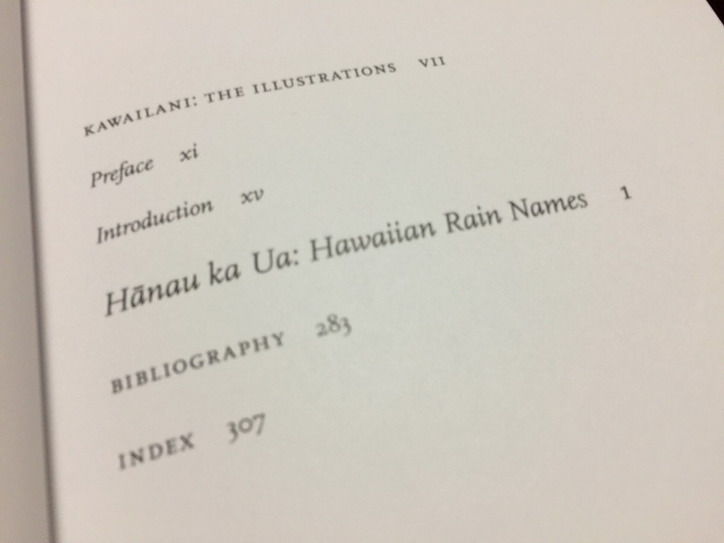 KAWAILANI: THE ILLUSTRATIONS VII
Preface xi
Introduction xv
Hānau ka Ua: Hawaiian Rain Names 1
BIBLIOGRAPHY 283
INDEX 307